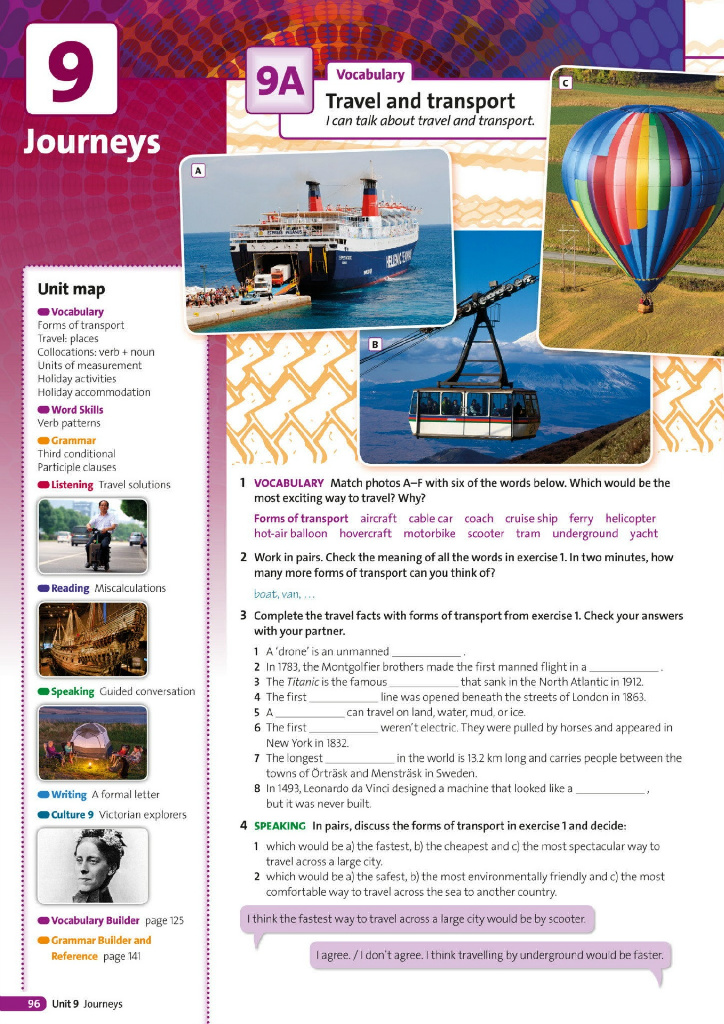 9
Journeys
9A
Vocabulary
Travel and transport
I can talk about travel and transport.
A
HELLENIC
B
C
Unit map
Vocabulary
Forms of transport
Travel: places
Collocations: verb + noun
Units of measurement
Holiday activities
Holiday accommodation
Word Skills
Verb patterns
Grammar
Third conditional
Participle clauses
Listening Travel solutions
Reading Miscalculations
Speaking Guided conversation
Writing A formal letter
Culture 9 Victorian explorers
Vocabulary Builder page 125
Grammar Builder and
Reference page 141
1 VOCABULARY Match photos A–F with six of the words below. Which would be the
most exciting way to travel? Why?
Forms of transport aircraft cable car coach cruise ship ferry helicopter
hot-air balloon hovercraft motorbike scooter tram underground yacht
2 Work in pairs. Check the meaning of all the words in exercise 1. In two minutes, how
many more forms of transport can you think of?
boat, van, …
3 Complete the travel facts with forms of transport from exercise 1. Check your answers
with your partner.
1 A ‘drone’ is an unmanned ____________ .
2 In 1783, the Montgolfier brothers made the first manned flight in a ____________ .
3 The Titanic is the famous ____________ that sank in the North Atlantic in 1912.
4 The first ____________ line was opened beneath the streets of London in 1863.
5 A ____________ can travel on land, water, mud, or ice.
6 The first ____________ weren’t electric. They were pulled by horses and appeared in
New York in 1832.
7 The longest ____________ in the world is 13.2 km long and carries people between the
towns of Örträsk and Menstràsk in Sweden.
8 In 1493, Leonardo da Vinci designed a machine that looked like a ____________ ,
but it was never built.
4 SPEAKING In pairs, discuss the forms of transport in exercise 1 and decide:
1 which would be a) the fastest, b) the cheapest and c) the most spectacular way to
travel across a large city.
2 which would be a) the safest, b) the most environmentally friendly and c) the most
comfortable way to travel across the sea to another country.
I think the fastest way to travel across a large city would be by scooter.
I agree. / I don’t agree. I think travelling by underground would be faster.
96 Unit 9 Journeys